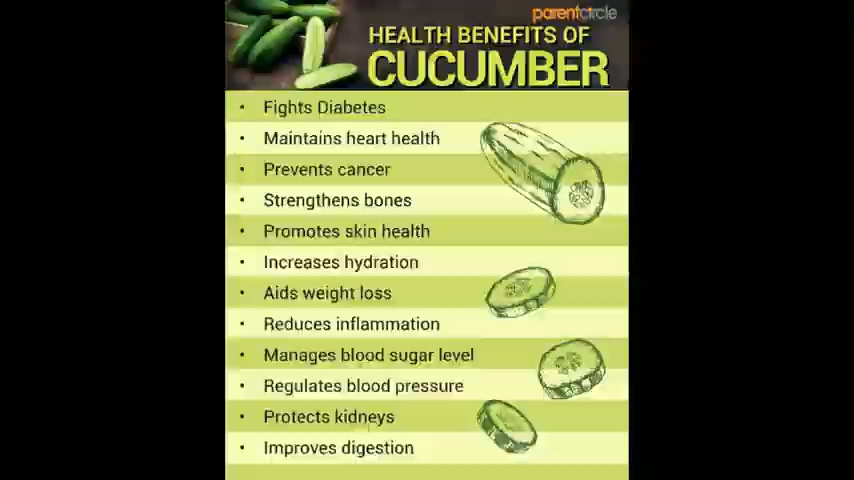 parentcircle
HEALTH BENEFITS OF
CUCUMBER
• Fights Diabetes
• Maintains heart health
• Prevents cancer
• Strengthens bones
• Promotes skin health
• Increases hydration
• Aids weight loss
• Reduces inflammation
• Manages blood sugar level
• Regulates blood pressure
• Protects kidneys
• Improves digestion